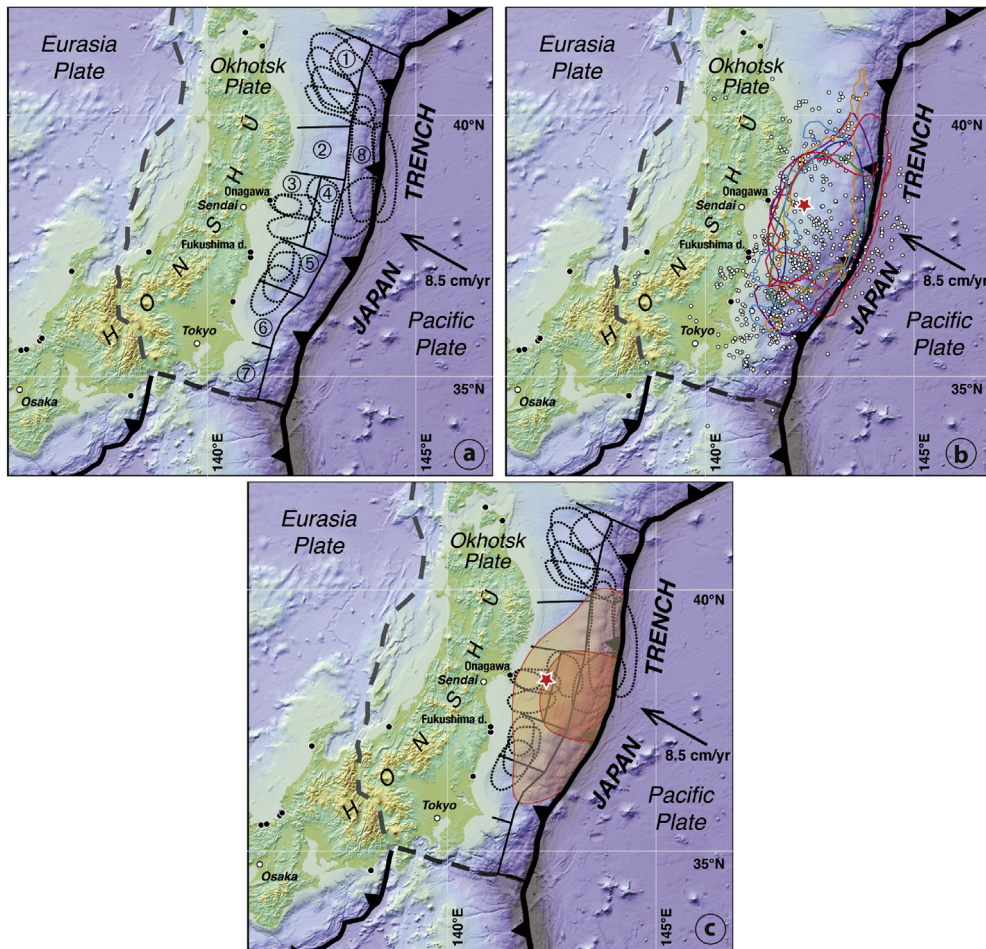 Eurasia
Plate
Okhotsk
Plate
①
②
③
④
⑤
⑥
⑦
⑧
40°N
35°N
140°E
145°E
H O N S H U
Onagawa
Sendai
Fukushima d.
Tokyo
Osaka
JAPAN TRENCH
8.5 cm/yr
Pacific
Plate
a
Eurasia
Plate
Okhotsk
Plate
40°N
35°N
140°E
145°E
H O N S H U
Onagawa
Sendai
Fukushima d.
Tokyo
Osaka
JAPAN TRENCH
8.5 cm/yr
Pacific
Plate
b
Eurasia
Plate
Okhotsk
Plate
40°N
35°N
140°E
145°E
H O N S H U
Onagawa
Sendai
Fukushima d.
Tokyo
Osaka
JAPAN TRENCH
8.5 cm/yr
Pacific
Plate
c